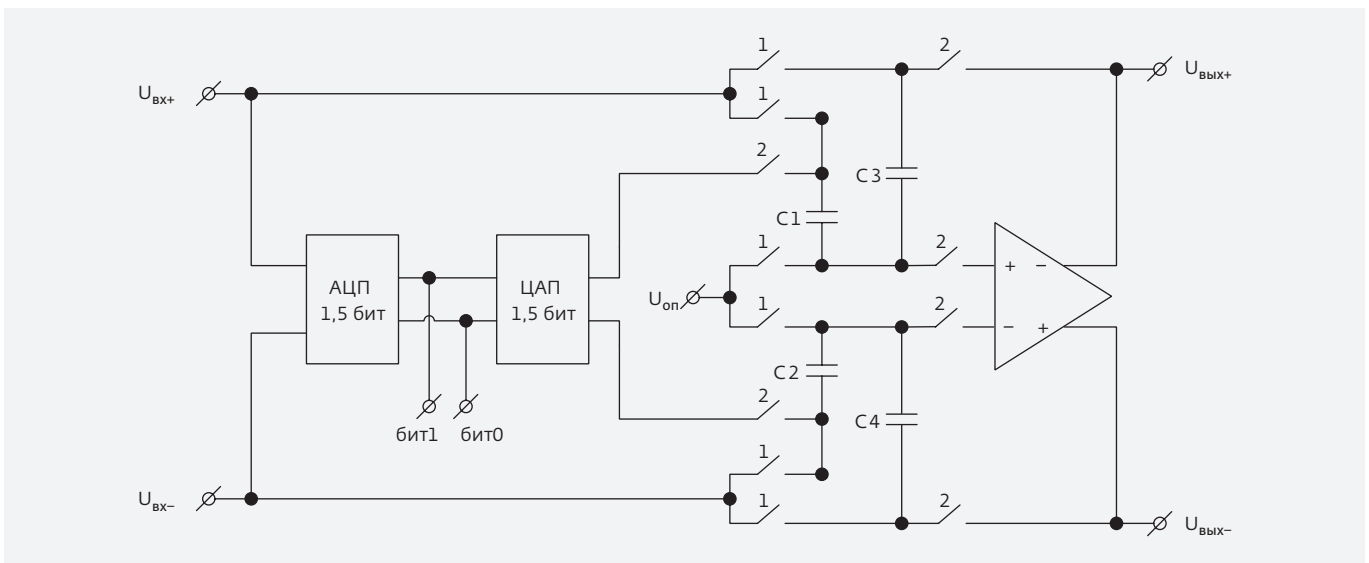 1
2
Uвх+
Uвых+
1
2
C3
C1
1
2
АЦП
1,5 бит
ЦАП
1,5 бит
+ −
Uоп
1
2
− +
C2
2
C4
бит1
бит0
1
Uвх−
1
2
Uвых−